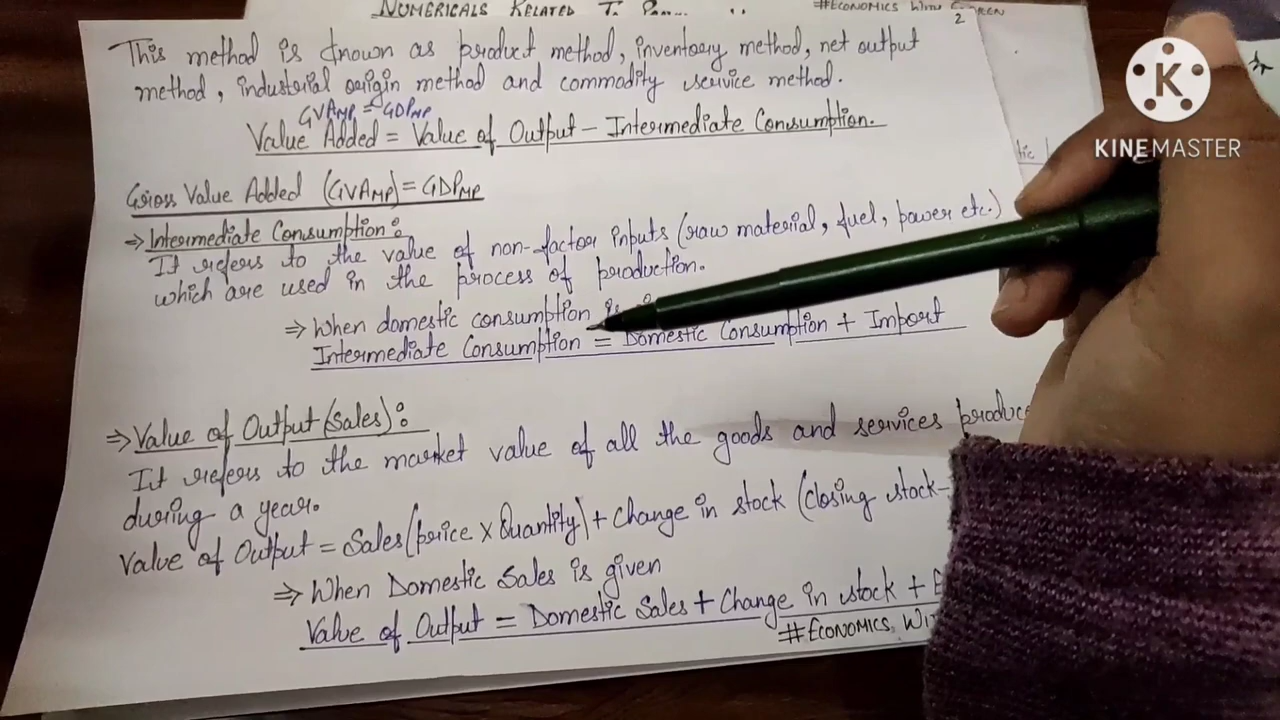 NUMERICALS RELATED TO
#ECONOMICS WITH
2
This method is known as product method, inventory method, net output
method, industrial origin method and commodity service method.
GVAMP = GDPMP
Value Added = Value of Output - Intermediate Consumption.
Gross Value Added (GVAMP) = GDPMP
⇒ Intermediate Consumption:
It refers to the value of non-factor inputs (raw material, fuel, power etc.)
which are used in the process of production.
⇒ When domestic consumption is
Intermediate Consumption = Domestic Consumption + Import
⇒ Value of Output (Sales):
It refers to the market value of all the goods and services
during a year.
Value of Output = Sales (price × Quantity) + Change in stock (closing stock-
⇒ When Domestic Sales is given
Value of Output = Domestic Sales + Change in stock +
#ECONOMICS
K
KINEMASTER